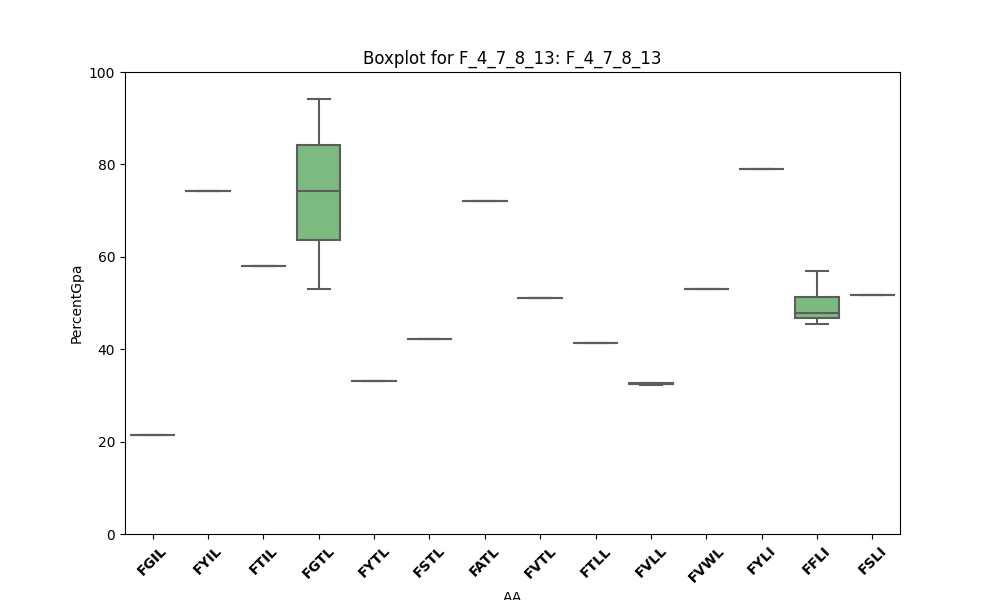 Boxplot for F_4_7_8_13: F_4_7_8_13
PercentGpa
100
80
60
40
20
0
FGIL FYIL FTIL FGTL FYTL FSTL FATL FVTL FTLL FVLL FVWL FYLI FFLI FSLI
AA